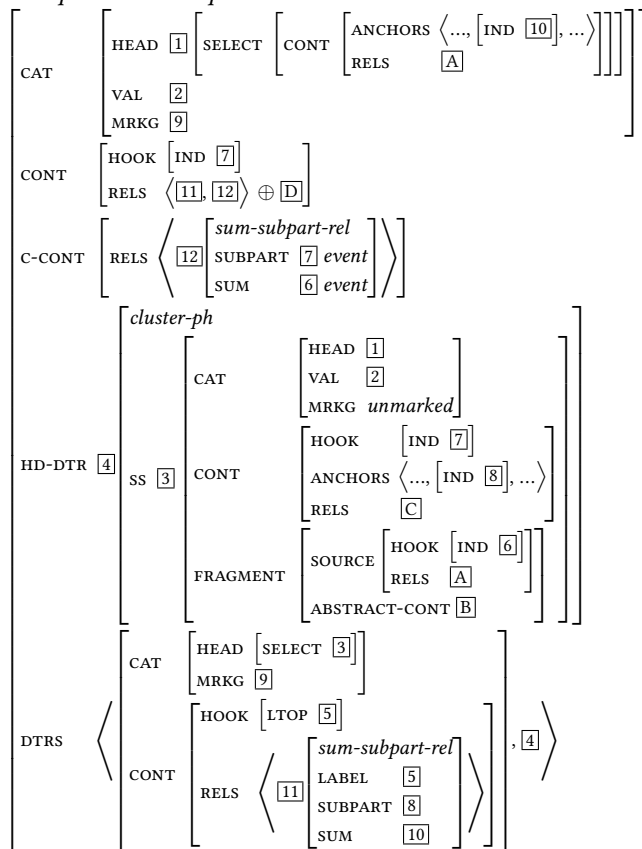 CAT
HEAD 1 [SELECT [CONT [ANCHORS ⟨…, [IND 10], …⟩
RELS A]]]
VAL 2
MRKG 9
CONT
HOOK [IND 7]
RELS ⟨11, 12⟩ ⊕ D
C-CONT [RELS ⟨12
sum-subpart-rel
SUBPART 7 event
SUM 6 event
⟩]
HD-DTR 4
cluster-ph
SS 3
CAT
HEAD 1
VAL 2
MRKG unmarked
CONT
HOOK [IND 7]
ANCHORS ⟨…, [IND 8], …⟩
RELS C
FRAGMENT
SOURCE [HOOK [IND 6]
RELS A]
ABSTRACT-CONT B
DTRS ⟨
CAT
HEAD [SELECT 3]
MRKG 9
CONT
HOOK [LTOP 5]
RELS ⟨11
sum-subpart-rel
LABEL 5
SUBPART 8
SUM 10
⟩
, 4⟩